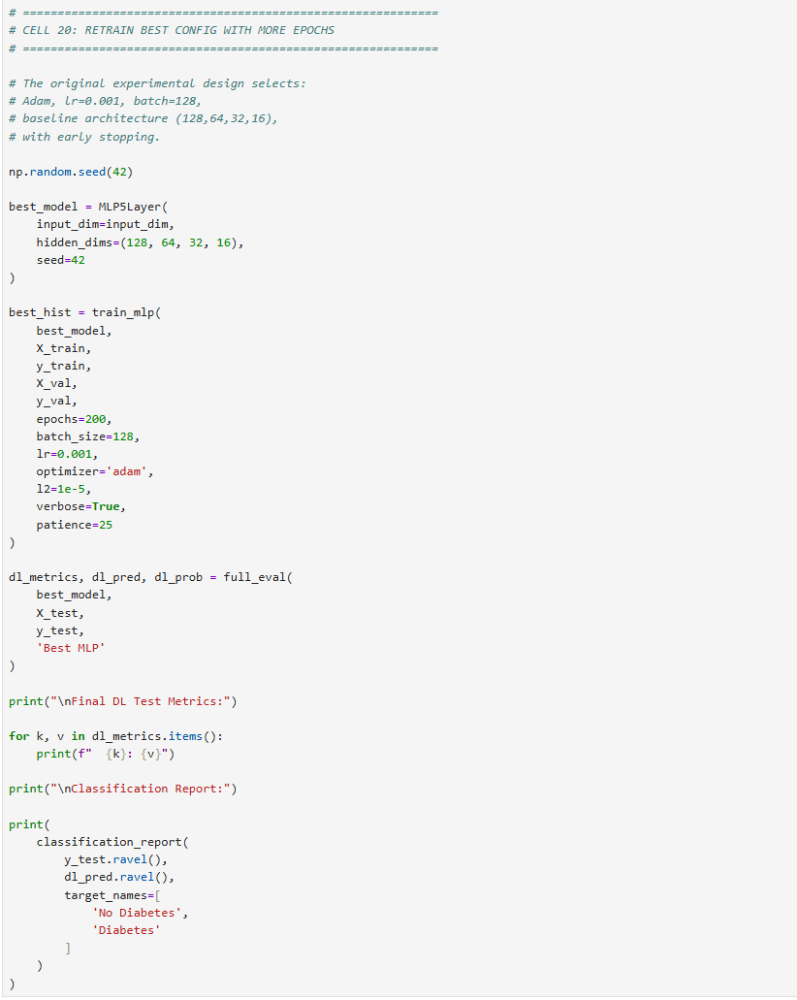 # ============================================================
# CELL 20: RETRAIN BEST CONFIG WITH MORE EPOCHS
# ============================================================
# The original experimental design selects:
# Adam, lr=0.001, batch=128,
# baseline architecture (128,64,32,16),
# with early stopping.
np.random.seed(42)
best_model = MLP5Layer(
    input_dim=input_dim,
    hidden_dims=(128, 64, 32, 16),
    seed=42
)
best_hist = train_mlp(
    best_model,
    X_train,
    y_train,
    X_val,
    y_val,
    epochs=200,
    batch_size=128,
    lr=0.001,
    optimizer='adam',
    l2=1e-5,
    verbose=True,
    patience=25
)
dl_metrics, dl_pred, dl_prob = full_eval(
    best_model,
    X_test,
    y_test,
    'Best MLP'
)
print("\nFinal DL Test Metrics:")
for k, v in dl_metrics.items():
    print(f"  {k}: {v}")
print("\nClassification Report:")
print(
    classification_report(
        y_test.ravel(),
        dl_pred.ravel(),
        target_names=[
            'No Diabetes',
            'Diabetes'
        ]
    )
)